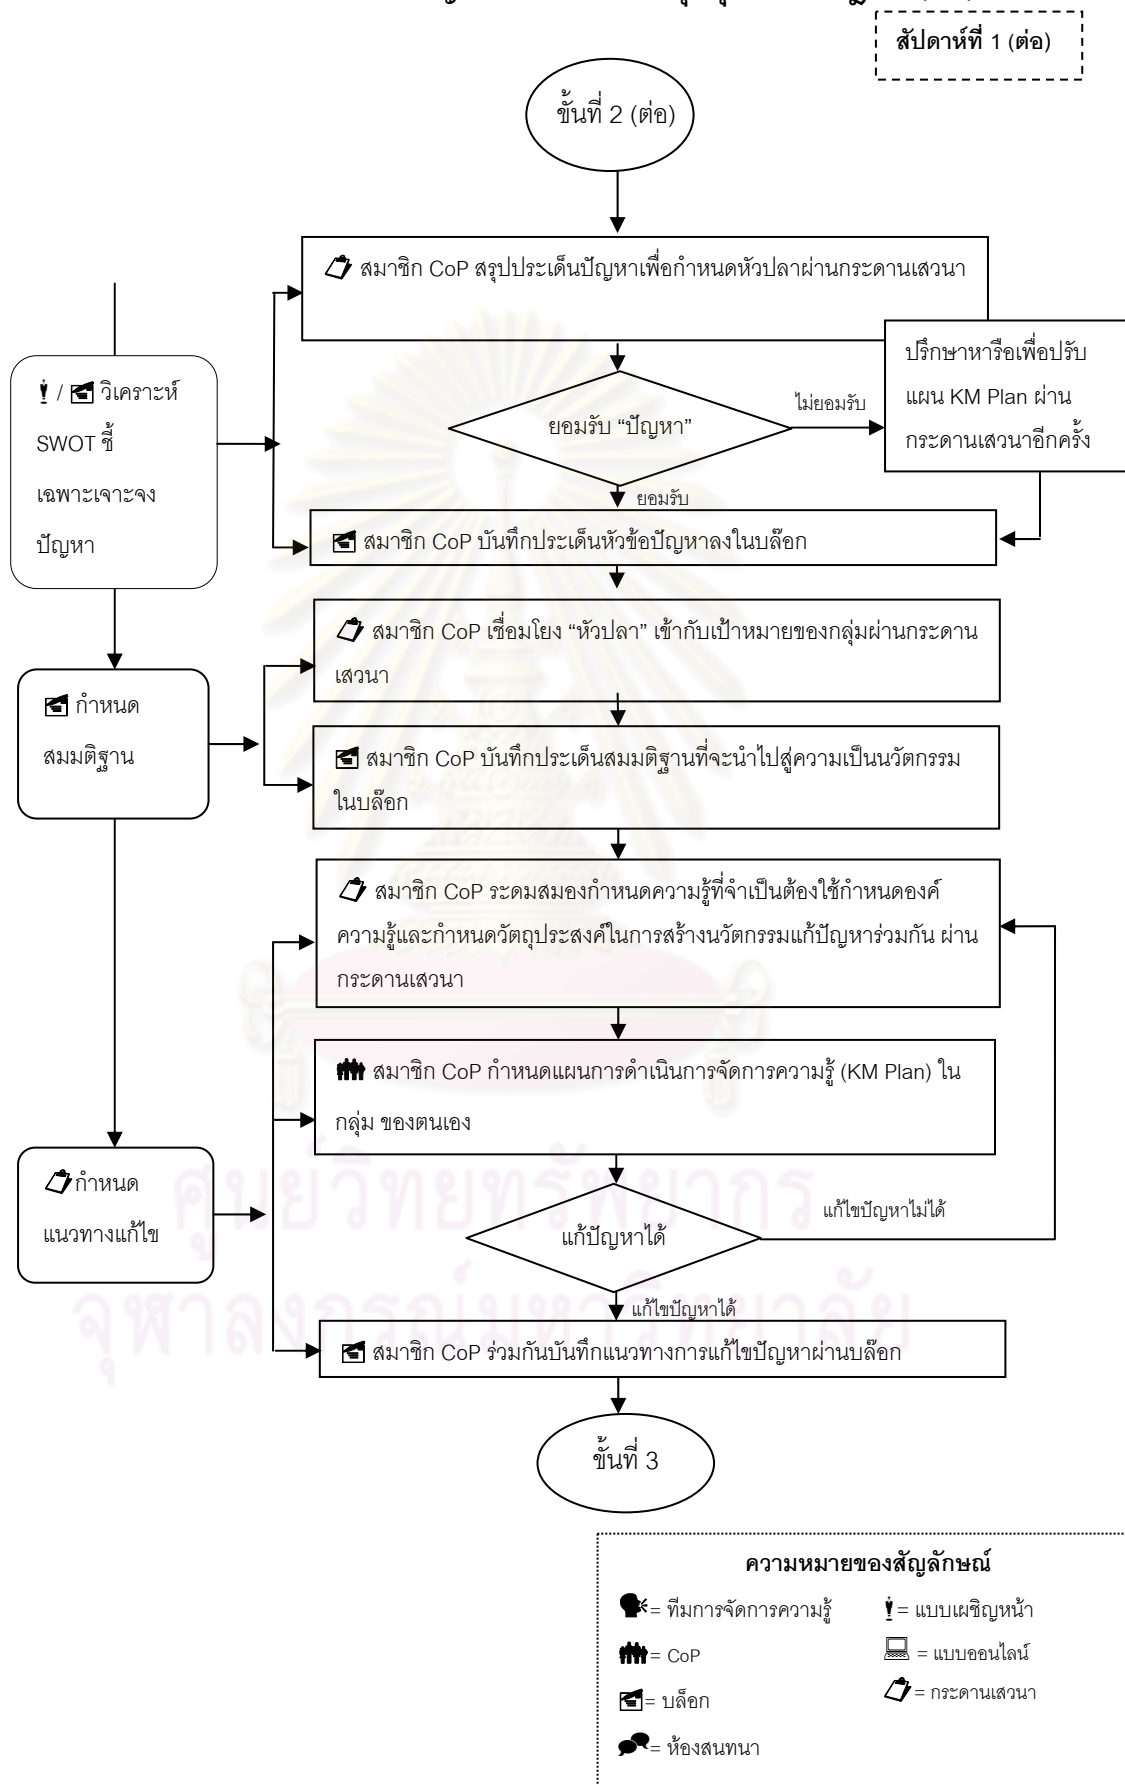 สัปดาห์ที่ 1 (ต่อ)
ขั้นที่ 2 (ต่อ)
สมาชิก CoP สรุปประเด็นปัญหาเพื่อกำหนดหัวปลาผ่านกระดานเสวนา
ปรึกษาหารือเพื่อปรับ
แผน KM Plan ผ่าน
กระดานเสวนาอีกครั้ง
/ วิเคราะห์
SWOT ชี้
เฉพาะเจาะจง
ปัญหา
ยอมรับ “ปัญหา”
ไม่ยอมรับ
ยอมรับ
สมาชิก CoP บันทึกประเด็นหัวข้อปัญหาลงในบล๊อก
สมาชิก CoP เชื่อมโยง “หัวปลา” เข้ากับเป้าหมายของกลุ่มผ่านกระดาน
เสวนา
กำหนด
สมมติฐาน
สมาชิก CoP บันทึกประเด็นสมมติฐานที่จะนำไปสู่ความเป็นนวัตกรรม
ในบล๊อก
สมาชิก CoP ระดมสมองกำหนดความรู้ที่จำเป็นต้องใช้กำหนดองค์
ความรู้และกำหนดวัตถุประสงค์ในการสร้างนวัตกรรมแก้ปัญหาร่วมกัน ผ่าน
กระดานเสวนา
สมาชิก CoP กำหนดแผนการดำเนินการจัดการความรู้ (KM Plan) ใน
กลุ่ม ของตนเอง
กำหนด
แนวทางแก้ไข
แก้ปัญหาได้
แก้ไขปัญหาไม่ได้
แก้ไขปัญหาได้
สมาชิก CoP ร่วมกันบันทึกแนวทางการแก้ไขปัญหาผ่านบล๊อก
ศูนย์วิทยทรัพยากร
จุฬาลงกรณ์มหาวิทยาลัย
ขั้นที่ 3
ความหมายของสัญลักษณ์
= ทีมการจัดการความรู้
= แบบเผชิญหน้า
= CoP
= แบบออนไลน์
= บล็อก
= กระดานเสวนา
= ห้องสนทนา